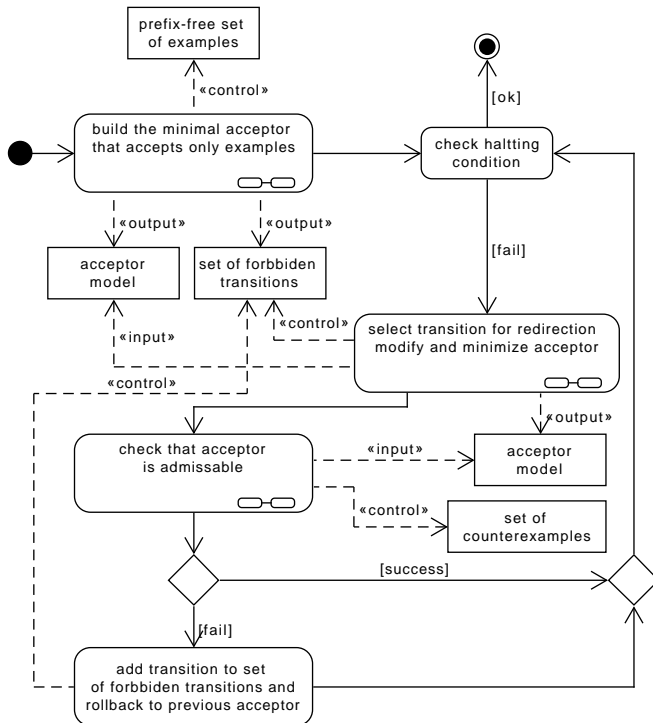 prefix-free set
of examples
«control»
[ok]
build the minimal acceptor
that accepts only examples
check haltting
condition
«output»
«output»
[fail]
acceptor
model
set of forbbiden
transitions
«control»
select transition for redirection
modify and minimize acceptor
«input»
«control»
«output»
check that acceptor
is admissable
«input»
acceptor
model
«control»
set of
counterexamples
[success]
[fail]
add transition to set
of forbbiden transitions and
rollback to previous acceptor